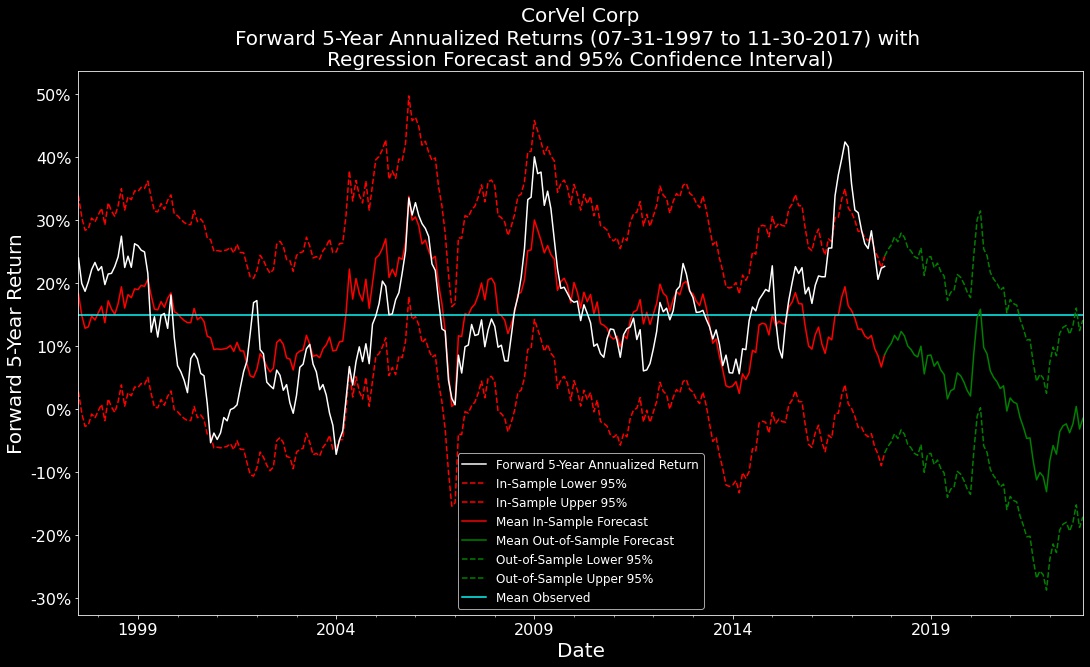 CorVel Corp
Forward 5-Year Annualized Returns (07-31-1997 to 11-30-2017) with
Regression Forecast and 95% Confidence Interval)
Forward 5-Year Return
50%
40%
30%
20%
10%
0%
-10%
-20%
-30%
Forward 5-Year Annualized Return
In-Sample Lower 95%
In-Sample Upper 95%
Mean In-Sample Forecast
Mean Out-of-Sample Forecast
Out-of-Sample Lower 95%
Out-of-Sample Upper 95%
Mean Observed
1999 2004 2009 2014 2019
Date